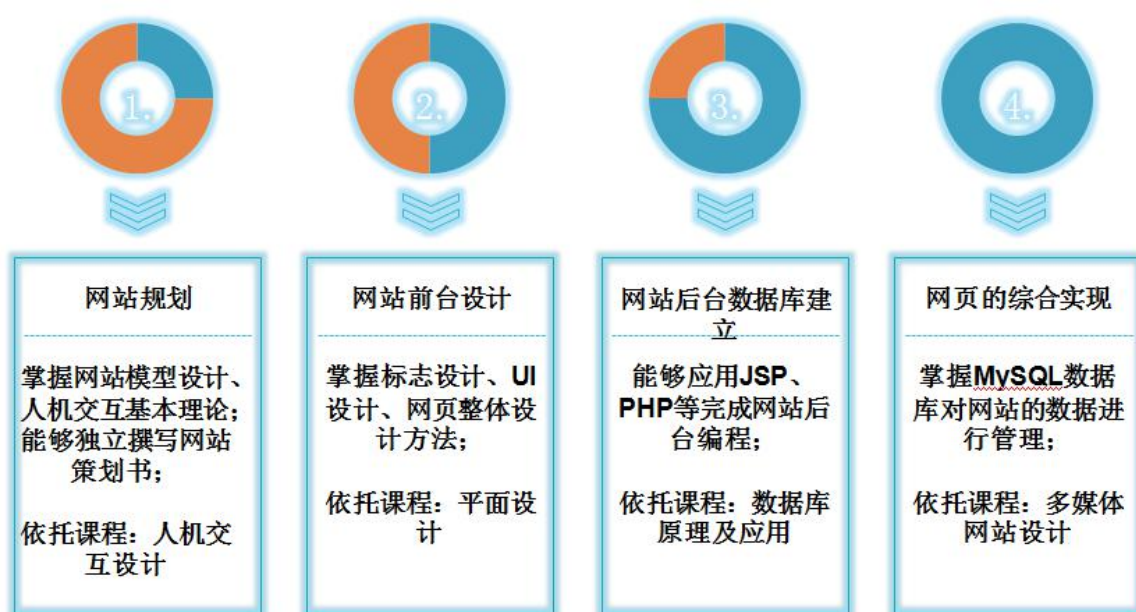 1.
2.
3.
4.
网站规划
掌握网站模型设计、
人机交互基本理论；
能够独立撰写网站
策划书；
依托课程：人机交
互设计
网站前台设计
掌握标志设计、UI
设计、网页整体设
计方法；
依托课程：平面设
计
网站后台数据库建
立
能够应用JSP、
PHP等完成网站后
台编程；
依托课程：数据库
原理及应用
网页的综合实现
掌握MySQL数据
库对网站的数据进
行管理；
依托课程：多媒体
网站设计